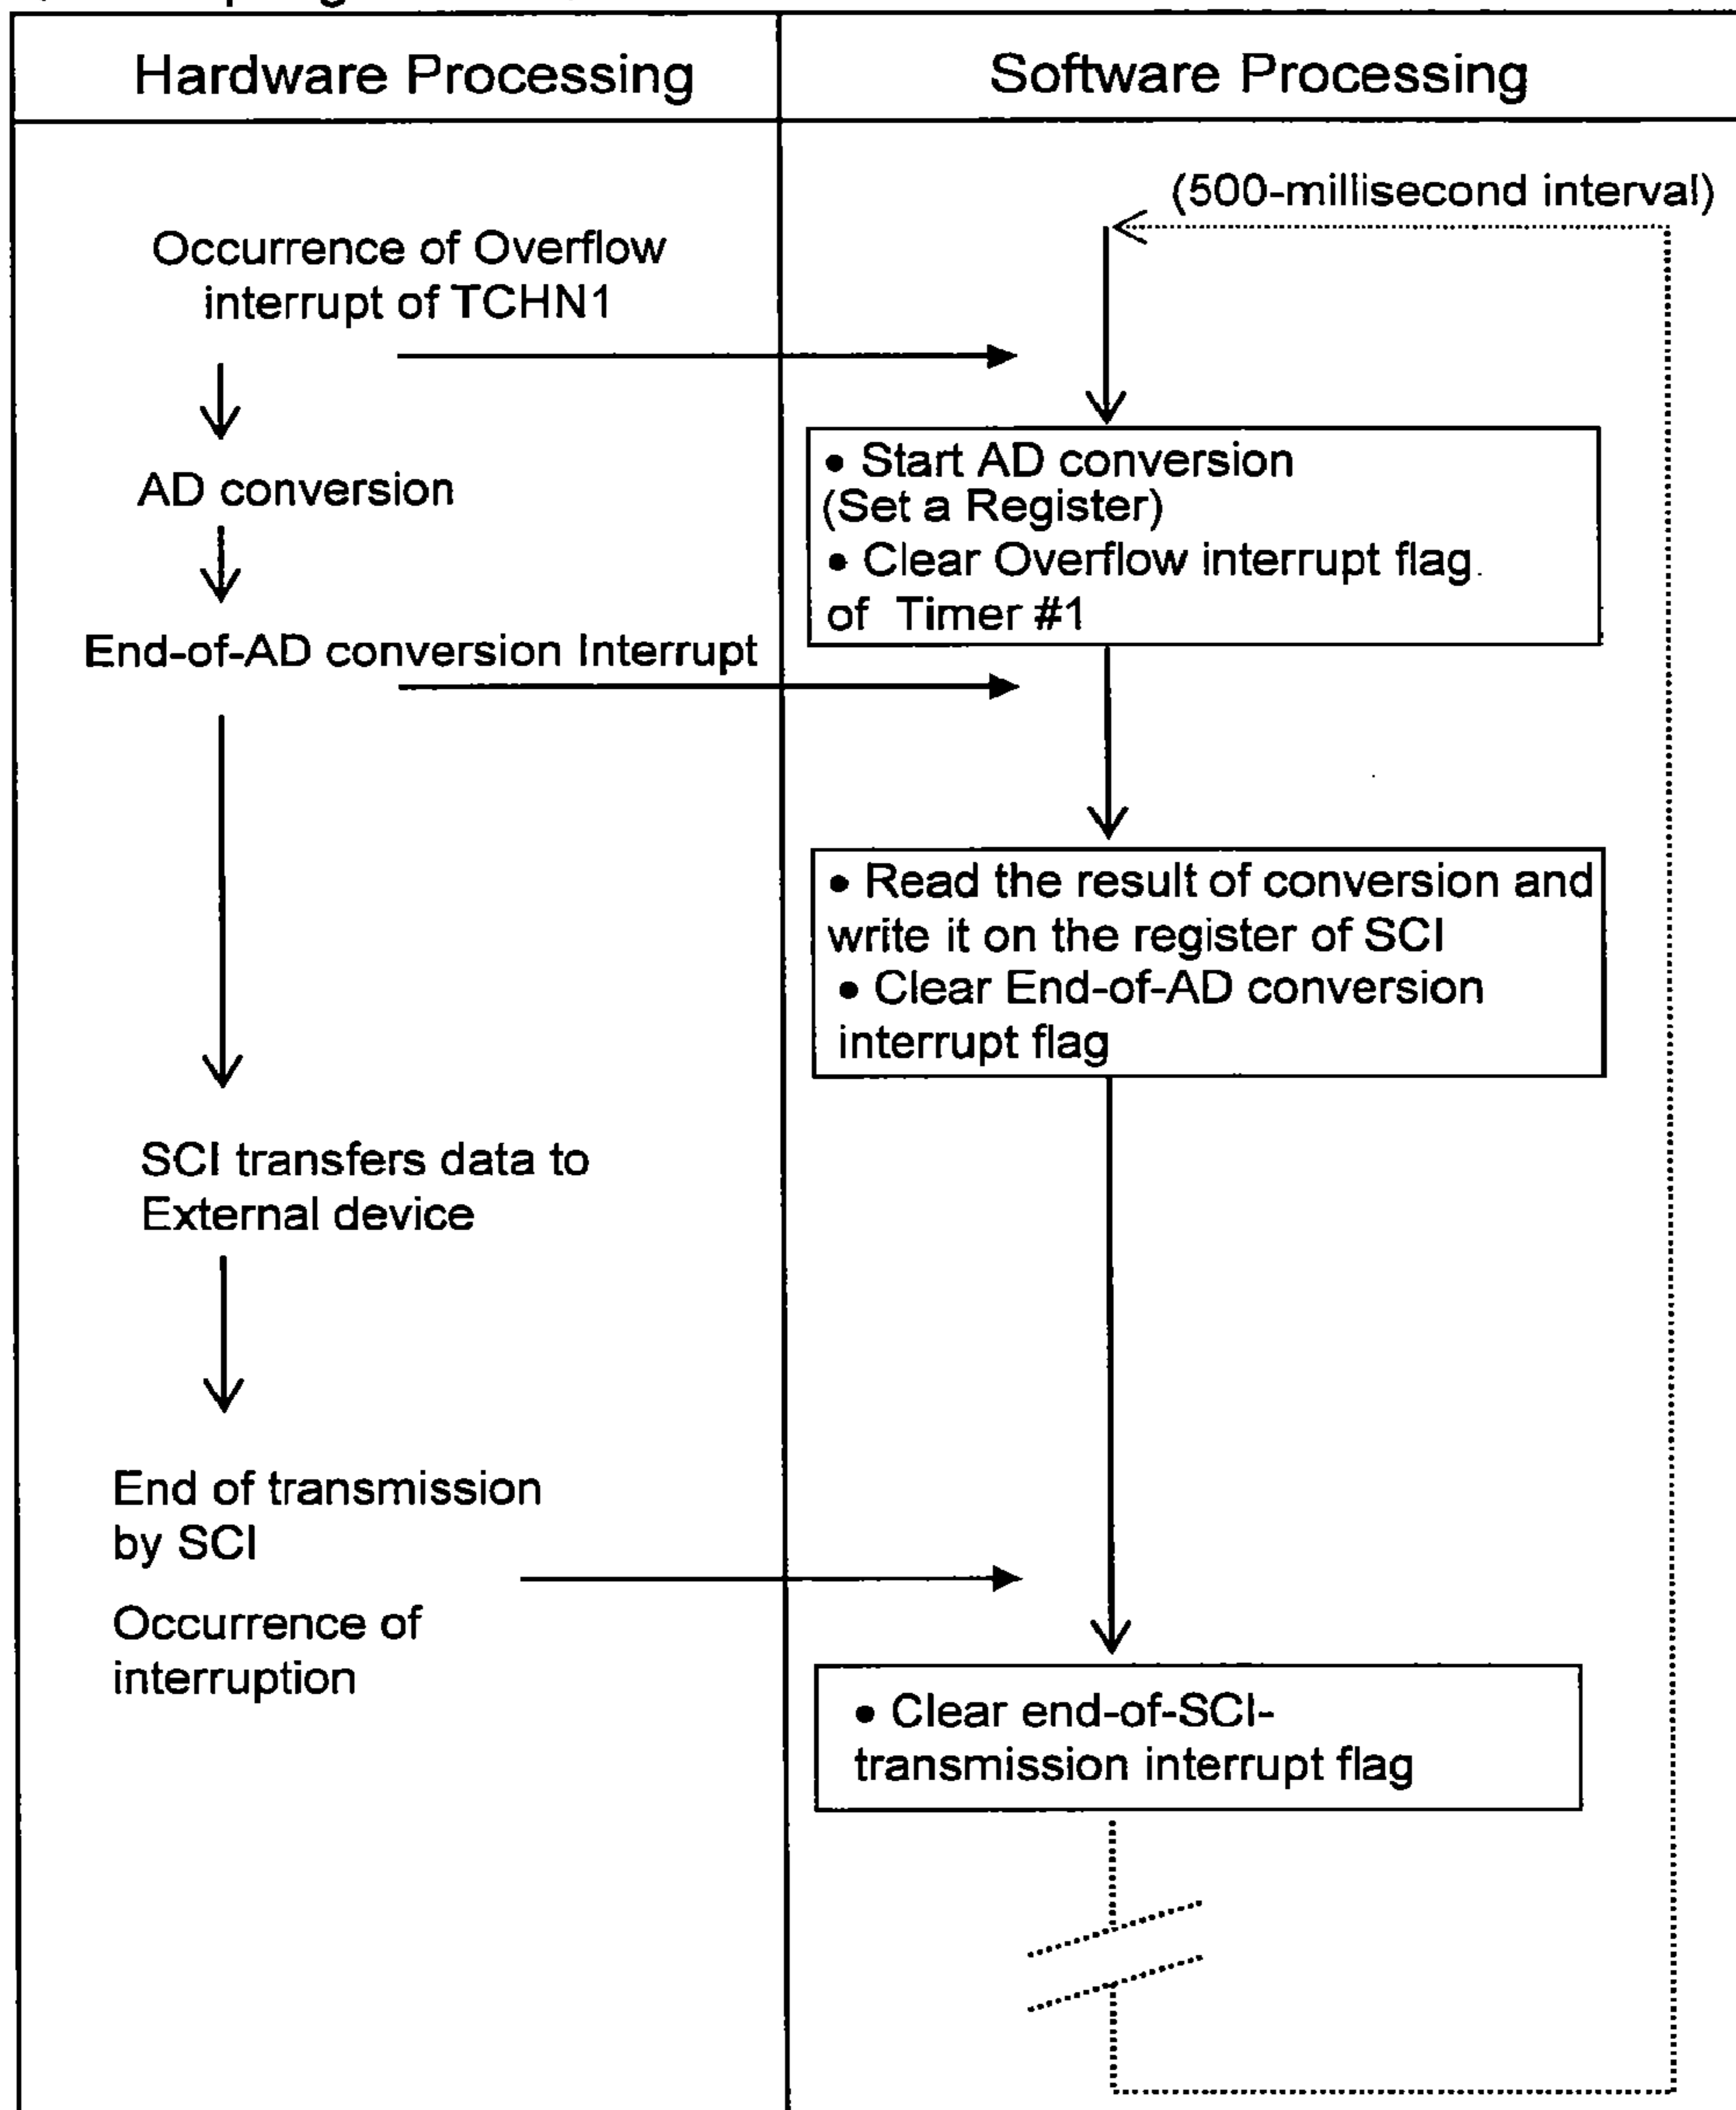 Hardware Processing
Software Processing
(500-millisecond interval)
Occurrence of Overflow
interrupt of TCHN1
AD conversion
End-of-AD conversion Interrupt
SCI transfers data to
External device
End of transmission
by SCI
Occurrence of
interruption
• Start AD conversion
(Set a Register)
• Clear Overflow interrupt flag.
of Timer #1
• Read the result of conversion and
write it on the register of SCI
• Clear End-of-AD conversion
interrupt flag
• Clear end-of-SCI-
transmission interrupt flag